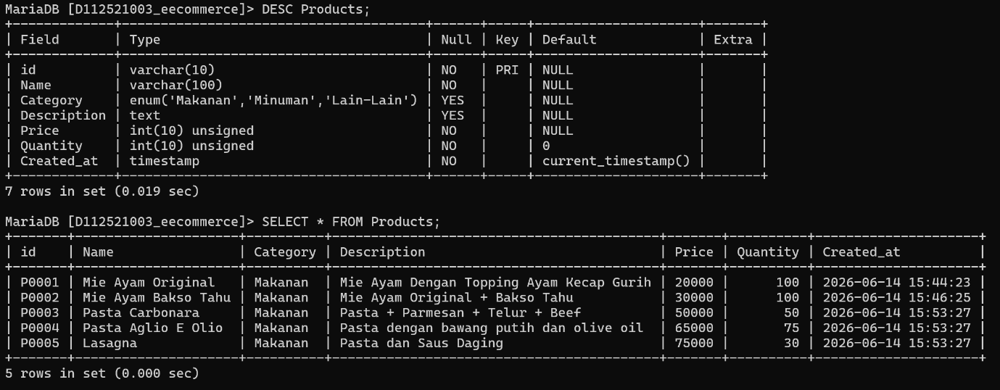 MariaDB [D112521003_eecommerce]> DESC Products;
+-------------+----------------------------------------+------+-----+---------------------+-------+
| Field       | Type                                   | Null | Key | Default             | Extra |
+-------------+----------------------------------------+------+-----+---------------------+-------+
| id          | varchar(10)                            | NO   | PRI | NULL                |       |
| Name        | varchar(100)                           | NO   |     | NULL                |       |
| Category    | enum('Makanan','Minuman','Lain-Lain') | YES  |     | NULL                |       |
| Description | text                                   | YES  |     | NULL                |       |
| Price       | int(10) unsigned                       | NO   |     | NULL                |       |
| Quantity    | int(10) unsigned                       | NO   |     | 0                   |       |
| Created_at  | timestamp                              | NO   |     | current_timestamp() |       |
+-------------+----------------------------------------+------+-----+---------------------+-------+
7 rows in set (0.019 sec)
MariaDB [D112521003_eecommerce]> SELECT * FROM Products;
+-------+---------------------+----------+------------------------------------------+-------+----------+---------------------+
| id    | Name                | Category | Description                              | Price | Quantity | Created_at          |
+-------+---------------------+----------+------------------------------------------+-------+----------+---------------------+
| P0001 | Mie Ayam Original   | Makanan  | Mie Ayam Dengan Topping Ayam Kecap Gurih | 20000 |      100 | 2026-06-14 15:44:23 |
| P0002 | Mie Ayam Bakso Tahu | Makanan  | Mie Ayam Original + Bakso Tahu           | 30000 |      100 | 2026-06-14 15:46:25 |
| P0003 | Pasta Carbonara     | Makanan  | Pasta + Parmesan + Telur + Beef          | 50000 |       50 | 2026-06-14 15:53:27 |
| P0004 | Pasta Aglio E Olio  | Makanan  | Pasta dengan bawang putih dan olive oil  | 65000 |       75 | 2026-06-14 15:53:27 |
| P0005 | Lasagna             | Makanan  | Pasta dan Saus Daging                    | 75000 |       30 | 2026-06-14 15:53:27 |
+-------+---------------------+----------+------------------------------------------+-------+----------+---------------------+
5 rows in set (0.000 sec)